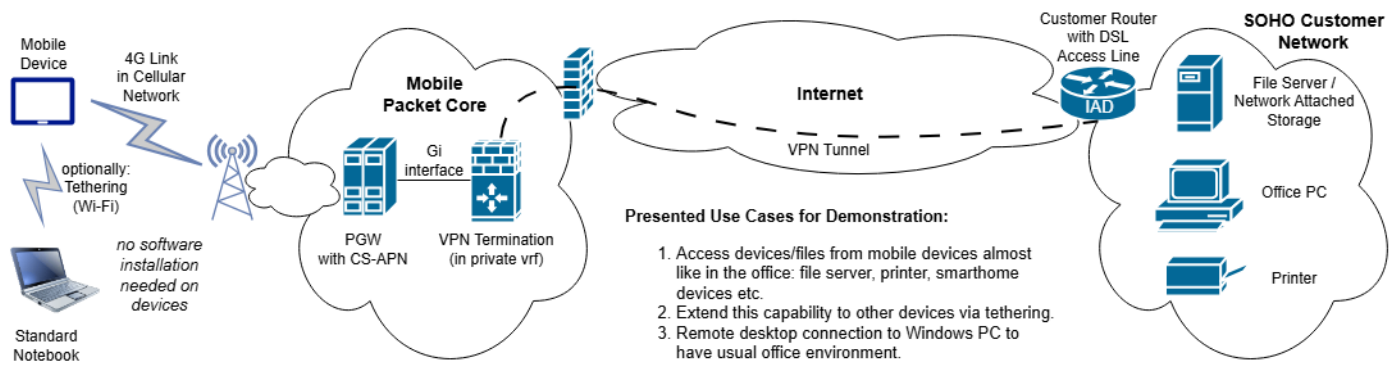 Mobile
Device
4G Link
in Cellular
Network
optionally:
Tethering
(Wi-Fi)
no software
installation
needed on
devices
Standard
Notebook
Mobile
Packet Core
Gi
interface
PGW
with CS-APN
VPN Termination
(in private vrf)
Internet
VPN Tunnel
Customer Router
with DSL
Access Line
IAD
SOHO Customer
Network
File Server /
Network Attached
Storage
Office PC
Printer
Presented Use Cases for Demonstration:
1. Access devices/files from mobile devices almost
like in the office: file server, printer, smarthome
devices etc.
2. Extend this capability to other devices via tethering.
3. Remote desktop connection to Windows PC to
have usual office environment.